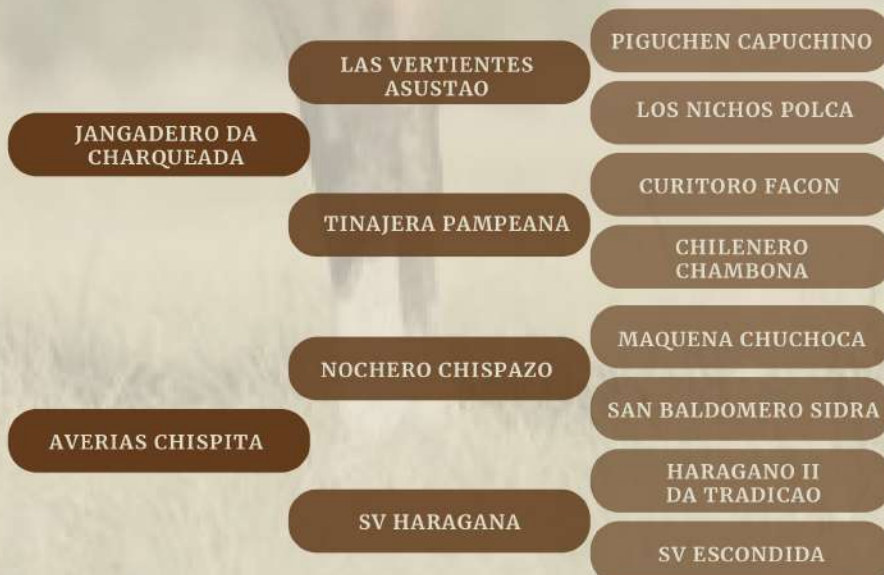 PIGUCHEN CAPUCHINO
LAS VERTIENTES
ASUSTAO
LOS NICHOS POLCA
JANGADEIRO DA
CHARQUEADA
CURITORO FACON
TINAJERA PAMPEANA
CHILENERO
CHAMBONA
MAQUENA CHUCHOCA
NOCHERO CHISPAZO
SAN BALDOMERO SIDRA
AVERIAS CHISPITA
HARAGANO II
DA TRADICAO
SV HARAGANA
SV ESCONDIDA